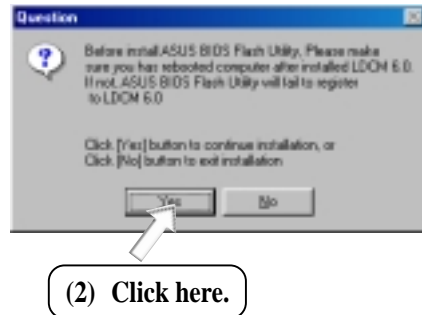 Question
Before install ASUS BIOS Flash Utility, Please make
sure you has rebooted computer after installed LDCM 6.0.
If not, ASUS BIOS Flash Utility will fail to register
to LDCM 6.0
Click [Yes] button to continue installation, or
Click [No] button to exit installation
Yes
No
(2) Click here.